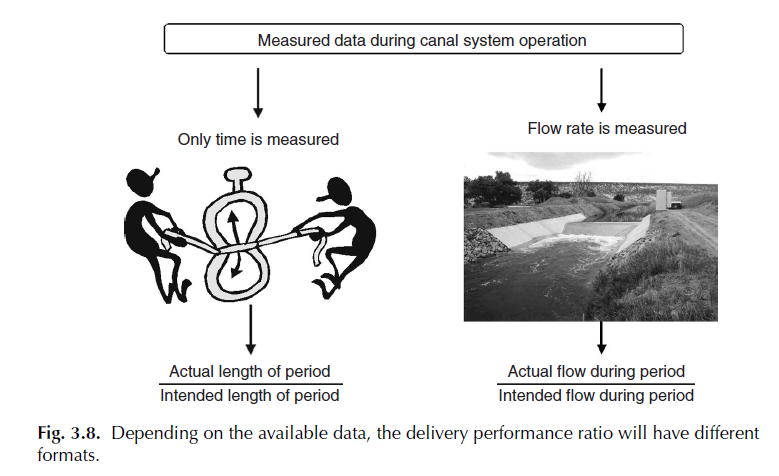 Measured data during canal system operation
Only time is measured
Flow rate is measured
Actual length of period
Intended length of period
Actual flow during period
Intended flow during period
Fig. 3.8. Depending on the available data, the delivery performance ratio will have different
formats.